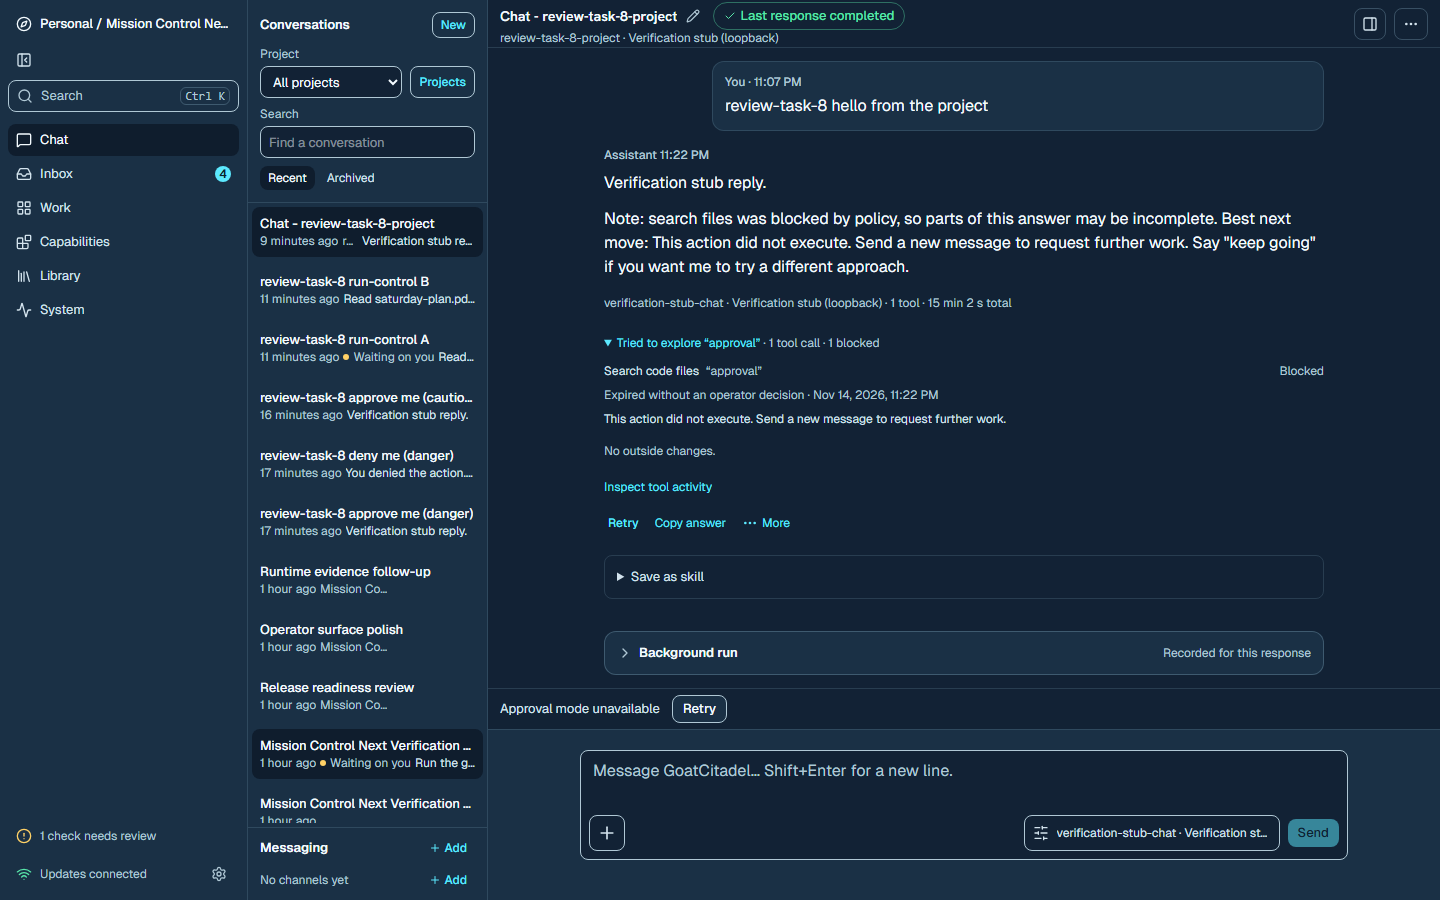 Personal / Mission Control Ne...
Search
Ctrl K
Chat
Inbox
4
Work
Capabilities
Library
System
1 check needs review
Updates connected
Conversations
New
Project
All projects
Projects
Search
Find a conversation
Recent
Archived
Chat - review-task-8-project
9 minutes ago r... Verification stub re...
review-task-8 run-control B
11 minutes ago Read saturday-plan.pd...
review-task-8 run-control A
11 minutes ago Waiting on you Read...
review-task-8 approve me (cautio...
16 minutes ago Verification stub reply.
review-task-8 deny me (danger)
17 minutes ago You denied the action....
review-task-8 approve me (danger)
17 minutes ago Verification stub reply.
Runtime evidence follow-up
1 hour ago Mission Co...
Operator surface polish
1 hour ago Mission Co...
Release readiness review
1 hour ago Mission Co...
Mission Control Next Verification ...
1 hour ago Waiting on you Run the g...
Mission Control Next Verification ...
1 hour ago
Messaging
+ Add
No channels yet
+ Add
Chat - review-task-8-project
Last response completed
review-task-8-project · Verification stub (loopback)
You · 11:07 PM
review-task-8 hello from the project
Assistant 11:22 PM
Verification stub reply.
Note: search files was blocked by policy, so parts of this answer may be incomplete. Best next
move: This action did not execute. Send a new message to request further work. Say "keep going"
if you want me to try a different approach.
verification-stub-chat · Verification stub (loopback) · 1 tool · 15 min 2 s total
Tried to explore “approval” · 1 tool call · 1 blocked
Search code files “approval”
Blocked
Expired without an operator decision · Nov 14, 2026, 11:22 PM
This action did not execute. Send a new message to request further work.
No outside changes.
Inspect tool activity
Retry
Copy answer
··· More
Save as skill
Background run
Recorded for this response
Approval mode unavailable
Retry
Message GoatCitadel... Shift+Enter for a new line.
verification-stub-chat · Verification st...
Send